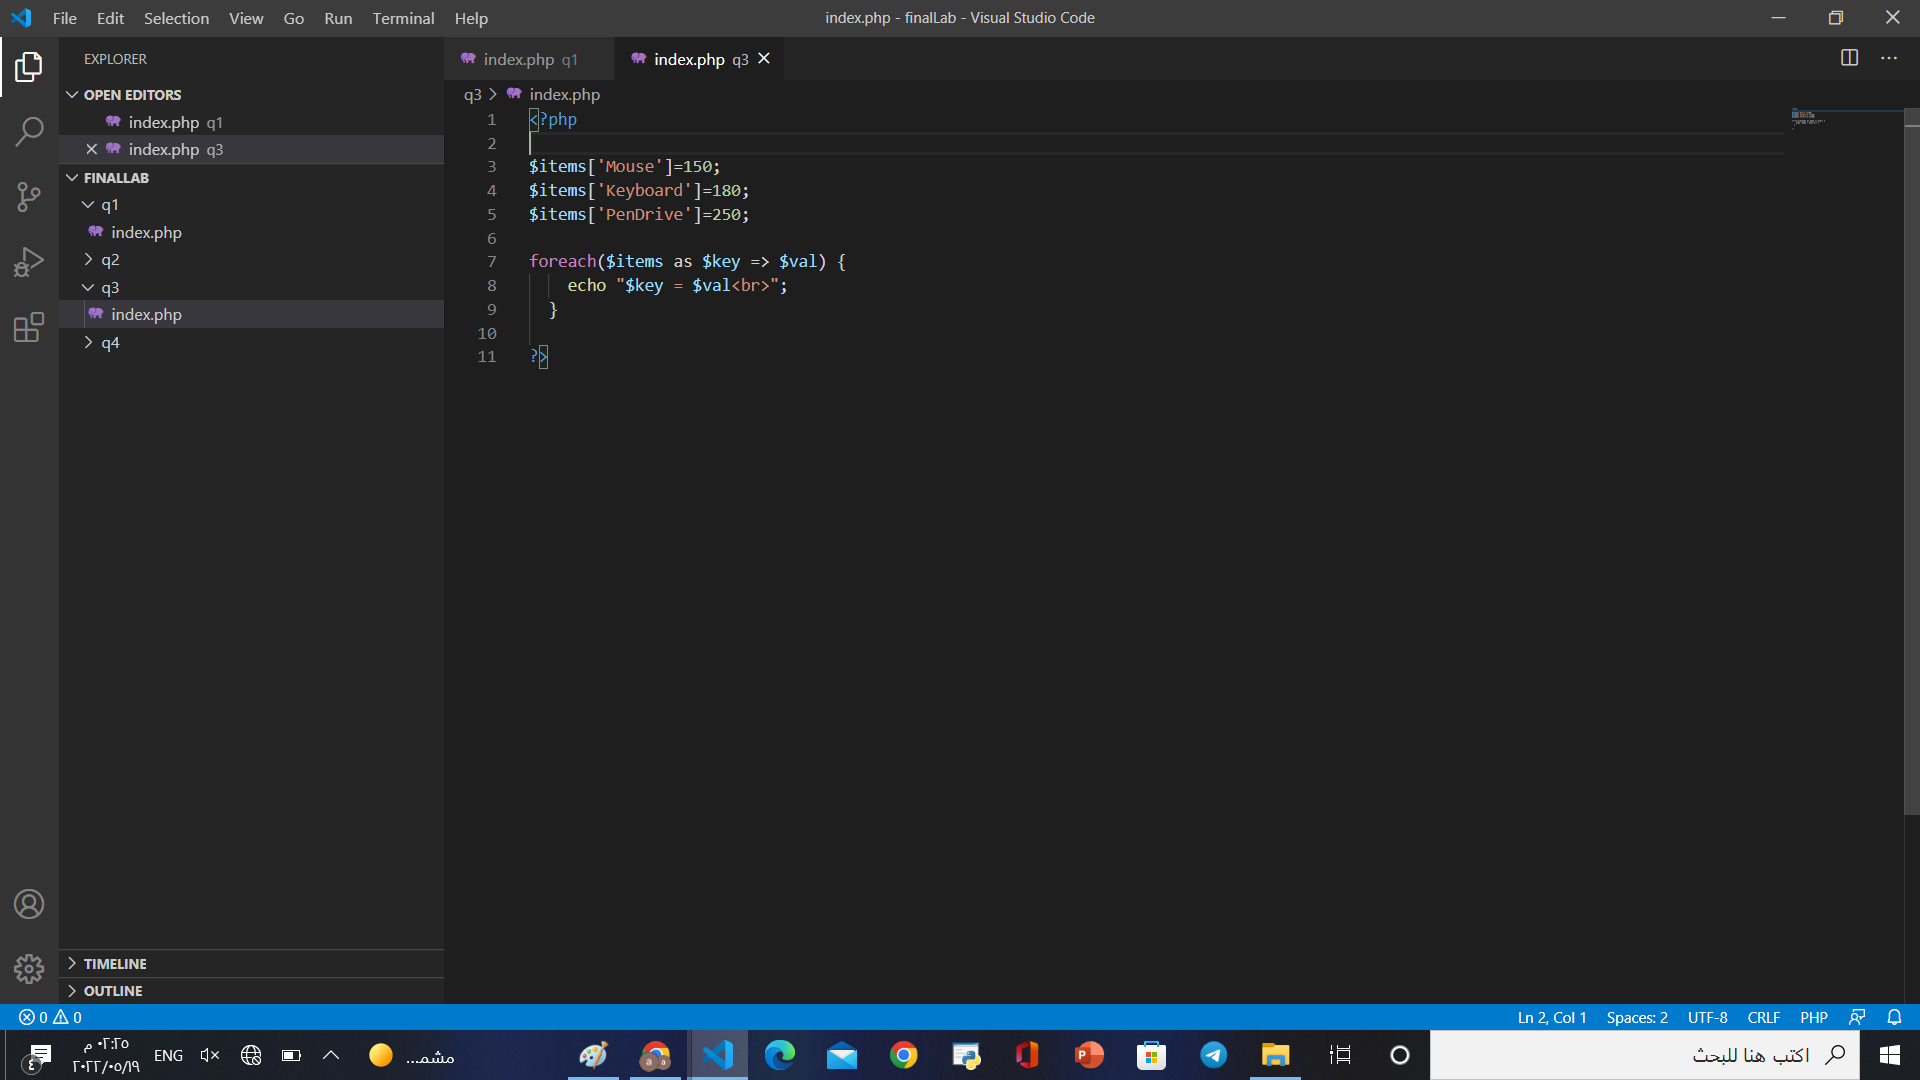 File Edit Selection View Go Run Terminal Help
index.php - finalLab - Visual Studio Code
EXPLORER
OPEN EDITORS
index.php q1
index.php q3
FINALLAB
q1
index.php
q2
q3
index.php
q4
TIMELINE
OUTLINE
index.php q1
index.php q3
q3 > index.php
1 <?php
2
3 $items['Mouse']=150;
4 $items['Keyboard']=180;
5 $items['PenDrive']=250;
6
7 foreach($items as $key => $val) {
8 echo "$key = $val<br>";
9 }
10
11 ?>
0 0
Ln 2, Col 1 Spaces: 2 UTF-8 CRLF PHP
٤
٠٢:٢٥ م
٢٠٢٢/٠٥/١٩
ENG
مشمـ...
اكتب هنا للبحث